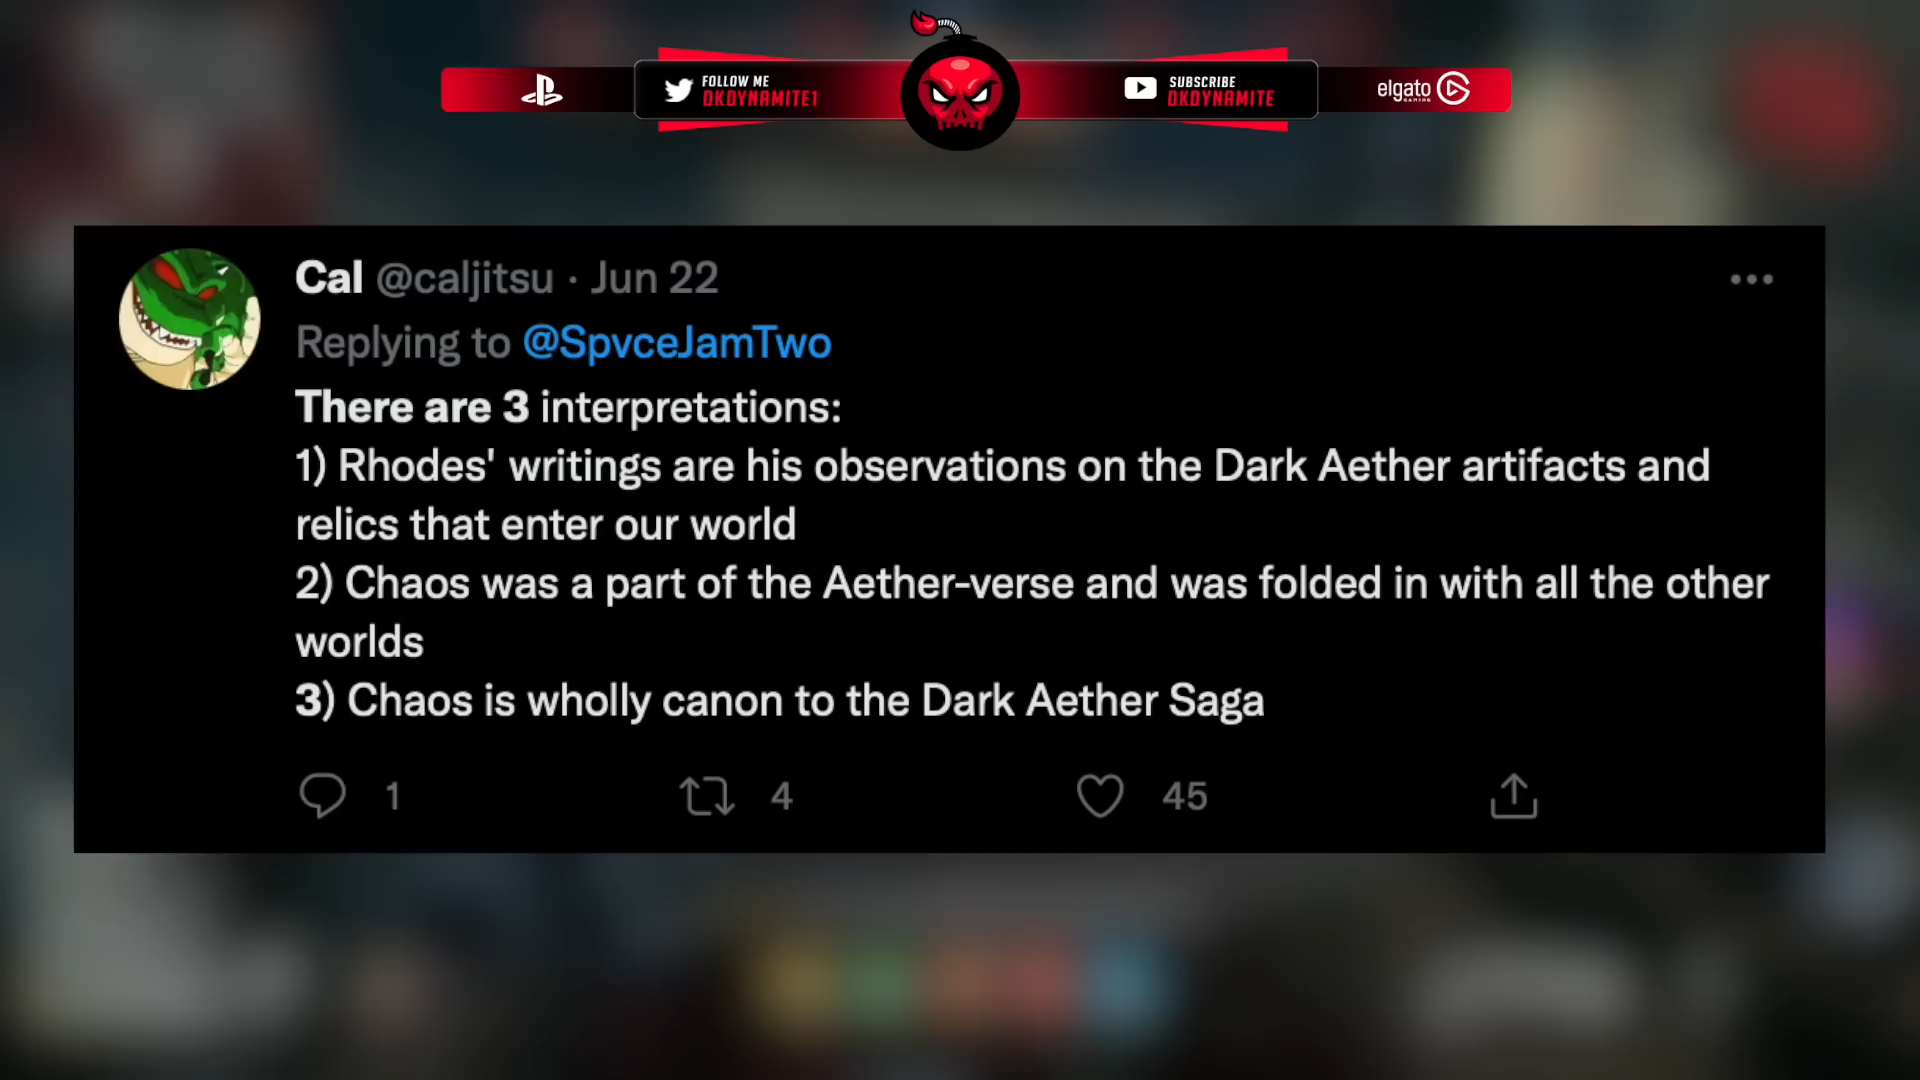 FOLLOW ME
DKDYNAMITE1
SUBSCRIBE
DKDYNAMITE
elgato
GAMING
Cal @caljitsu · Jun 22
Replying to @SpvceJamTwo
There are 3 interpretations:
1) Rhodes' writings are his observations on the Dark Aether artifacts and
relics that enter our world
2) Chaos was a part of the Aether-verse and was folded in with all the other
worlds
3) Chaos is wholly canon to the Dark Aether Saga
1
4
45